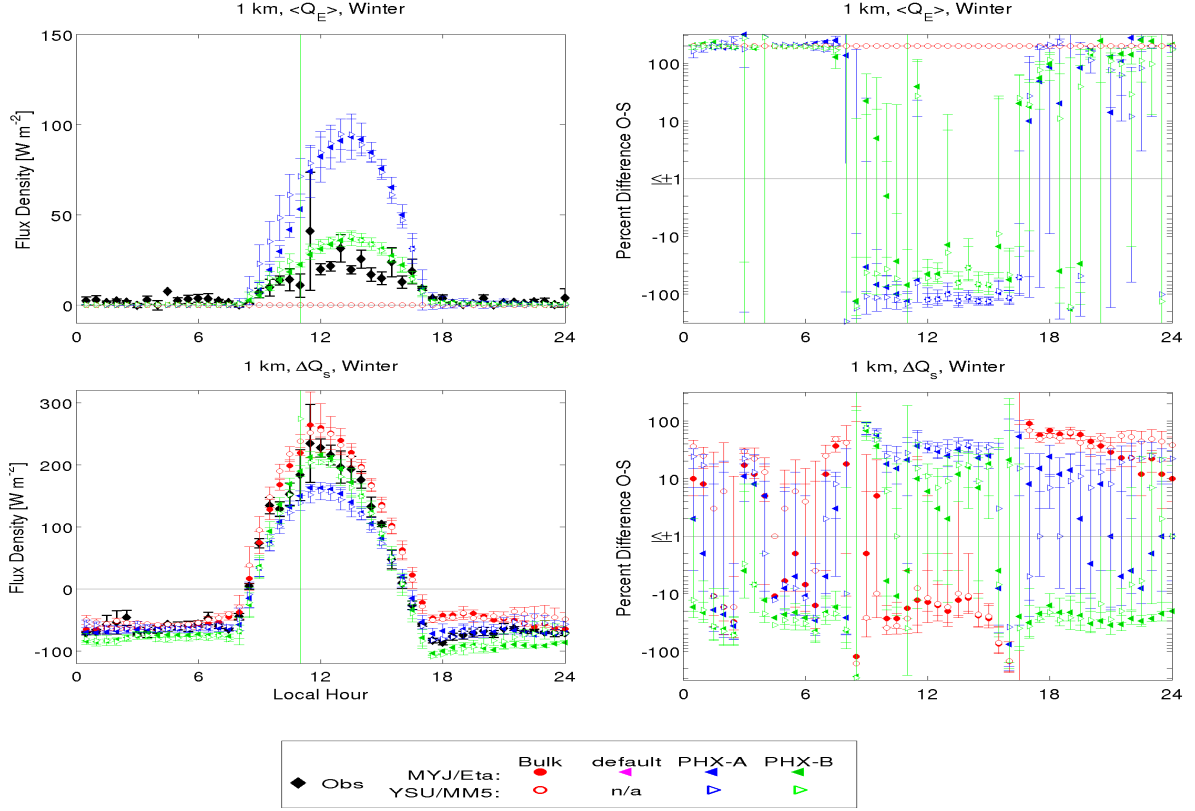 1 km, <Q_E>, Winter
1 km, <Q_E>, Winter
150
100
50
0
Flux Density [W m⁻²]
0 6 12 18 24
100
10
≤±1
-10
-100
Percent Difference O-S
0 6 12 18 24
1 km, ΔQ_s, Winter
1 km, ΔQ_s, Winter
300
200
100
0
-100
Flux Density [W m⁻²]
0 6 12 18 24
Local Hour
100
10
≤±1
-10
-100
Percent Difference O-S
0 6 12 18 24
Bulk default PHX-A PHX-B
Obs MYJ/Eta:
YSU/MM5: n/a